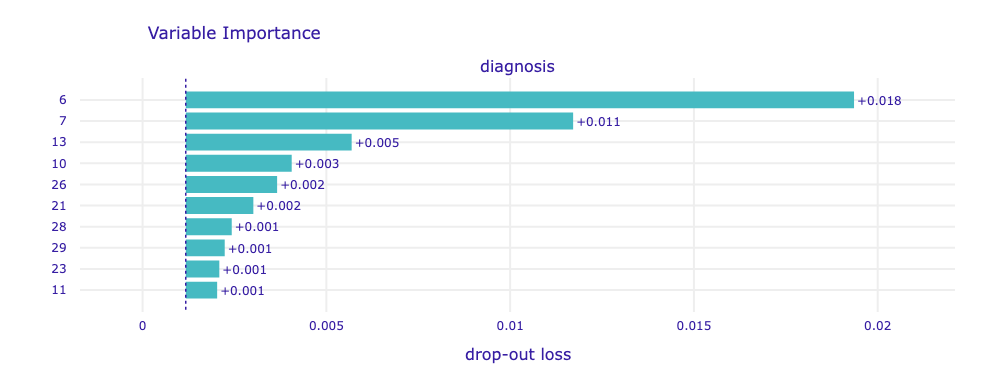 Variable Importance
diagnosis
6 +0.018
7 +0.011
13 +0.005
10 +0.003
26 +0.002
21 +0.002
28 +0.001
29 +0.001
23 +0.001
11 +0.001
0 0.005 0.01 0.015 0.02
drop-out loss